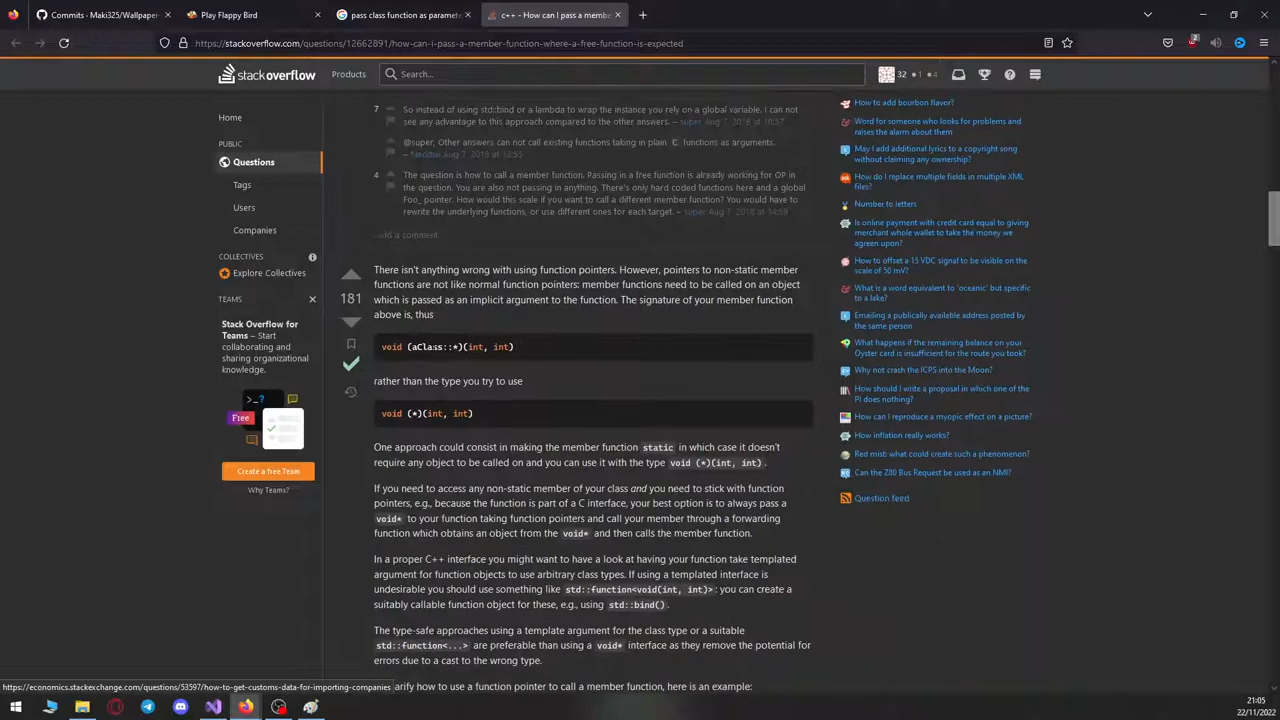 Commits - Maki325/Wallpaper
Play Flappy Bird
pass class function as paramete
c++ - How can I pass a membe
https://stackoverflow.com/questions/12662891/how-can-i-pass-a-member-function-where-a-free-function-is-expected
2
stackoverflow
Products
Search...
32 1 4
Home
PUBLIC
Questions
Tags
Users
Companies
COLLECTIVES
Explore Collectives
TEAMS
Stack Overflow for
Teams – Start
collaborating and
sharing organizational
knowledge.
>_?
Free
Create a free Team
Why Teams?
7 So instead of using std::bind or a lambda to wrap the instance you rely on a global variable. I can not
see any advantage to this approach compared to the other answers. – super Aug 7, 2018 at 10:57
@super, Other answers can not call existing functions taking in plain C functions as arguments.
Aug 7, 2018 at 12:55
4 The question is how to call a member function. Passing in a free function is already working for OP in
the question. You are also not passing in anything. There's only hard coded functions here and a global
Foo_ pointer. How would this scale if you want to call a different member function? You would have to
rewrite the underlying functions, or use different ones for each target. – super Aug 7, 2018 at 14:59
Add a comment
181
There isn't anything wrong with using function pointers. However, pointers to non-static member
functions are not like normal function pointers: member functions need to be called on an object
which is passed as an implicit argument to the function. The signature of your member function
above is, thus
void (aClass::*)(int, int)
rather than the type you try to use
void (*)(int, int)
One approach could consist in making the member function static in which case it doesn't
require any object to be called on and you can use it with the type void (*)(int, int).
If you need to access any non-static member of your class and you need to stick with function
pointers, e.g., because the function is part of a C interface, your best option is to always pass a
void* to your function taking function pointers and call your member through a forwarding
function which obtains an object from the void* and then calls the member function.
In a proper C++ interface you might want to have a look at having your function take templated
argument for function objects to use arbitrary class types. If using a templated interface is
undesirable you should use something like std::function<void(int, int)>: you can create a
suitably callable function object for these, e.g., using std::bind().
The type-safe approaches using a template argument for the class type or a suitable
std::function<...> are preferable than using a void* interface as they remove the potential for
errors due to a cast to the wrong type.
arify how to use a function pointer to call a member function, here is an example:
How to add bourbon flavor?
Word for someone who looks for problems and
raises the alarm about them
May I add additional lyrics to a copyright song
without claiming any ownership?
How do I replace multiple fields in multiple XML
files?
Number to letters
Is online payment with credit card equal to giving
merchant whole wallet to take the money we
agreen upon?
How to offset a 15 VDC signal to be visible on the
scale of 50 mV?
What is a word equivalent to 'oceanic' but specific
to a lake?
Emailing a publically available address posted by
the same person
What happens if the remaining balance on your
Oyster card is insufficient for the route you took?
Why not crash the ICPS into the Moon?
How should I write a proposal in which one of the
PI does nothing?
How can I reproduce a myopic effect on a picture?
How inflation really works?
Red mist: what could create such a phenomenon?
Can the Z80 Bus Request be used as an NMI?
Question feed
https://economics.stackexchange.com/questions/53597/how-to-get-customs-data-for-importing-companies
21:05
22/11/2022